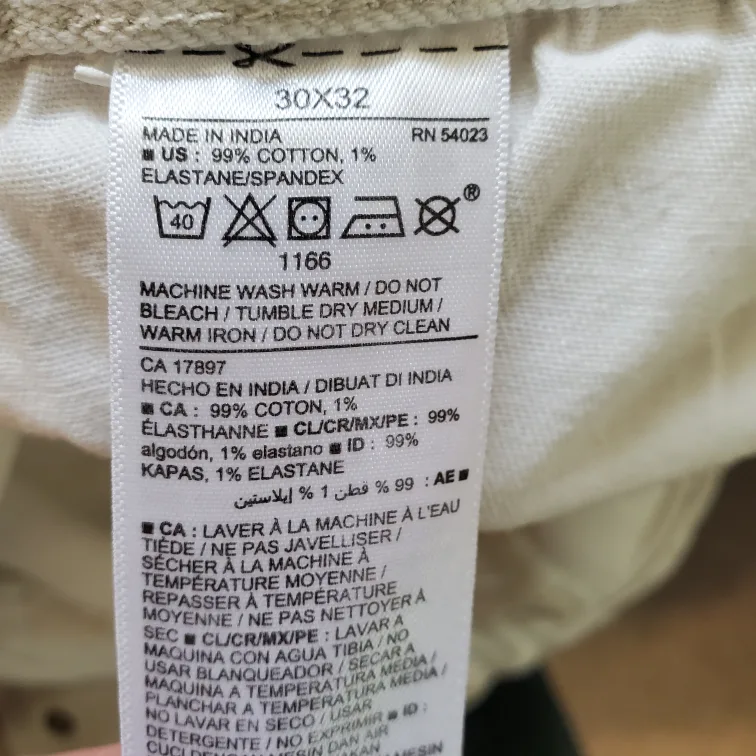 30X32
MADE IN INDIA RN 54023
■ US : 99% COTTON, 1%
ELASTANE/SPANDEX
40
®
1166
MACHINE WASH WARM / DO NOT
BLEACH / TUMBLE DRY MEDIUM /
WARM IRON / DO NOT DRY CLEAN
CA 17897
HECHO EN INDIA / DIBUAT DI INDIA
■ CA : 99% COTON, 1%
ÉLASTHANNE ■ CL/CR/MX/PE : 99%
algodón, 1% elastano ■ ID : 99%
KAPAS, 1% ELASTANE
■ AE : 99 % قطن 1 % إيلاستين
■ CA : LAVER À LA MACHINE À L'EAU
TIÈDE / NE PAS JAVELLISER /
SÉCHER À LA MACHINE À
TEMPÉRATURE MOYENNE /
REPASSER À TEMPÉRATURE
MOYENNE / NE PAS NETTOYER À
SEC ■ CL/CR/MX/PE : LAVAR A
MAQUINA CON AGUA TIBIA / NO
USAR BLANQUEADOR / SECAR A
MAQUINA A TEMPERATURA MEDIA /
PLANCHAR A TEMPERATURA MEDIA /
NO LAVAR EN SECO / USAR
DETERGENTE / NO EXPRIMIR ■ ID :
CUCI DENGAN MESIN DAN AIR